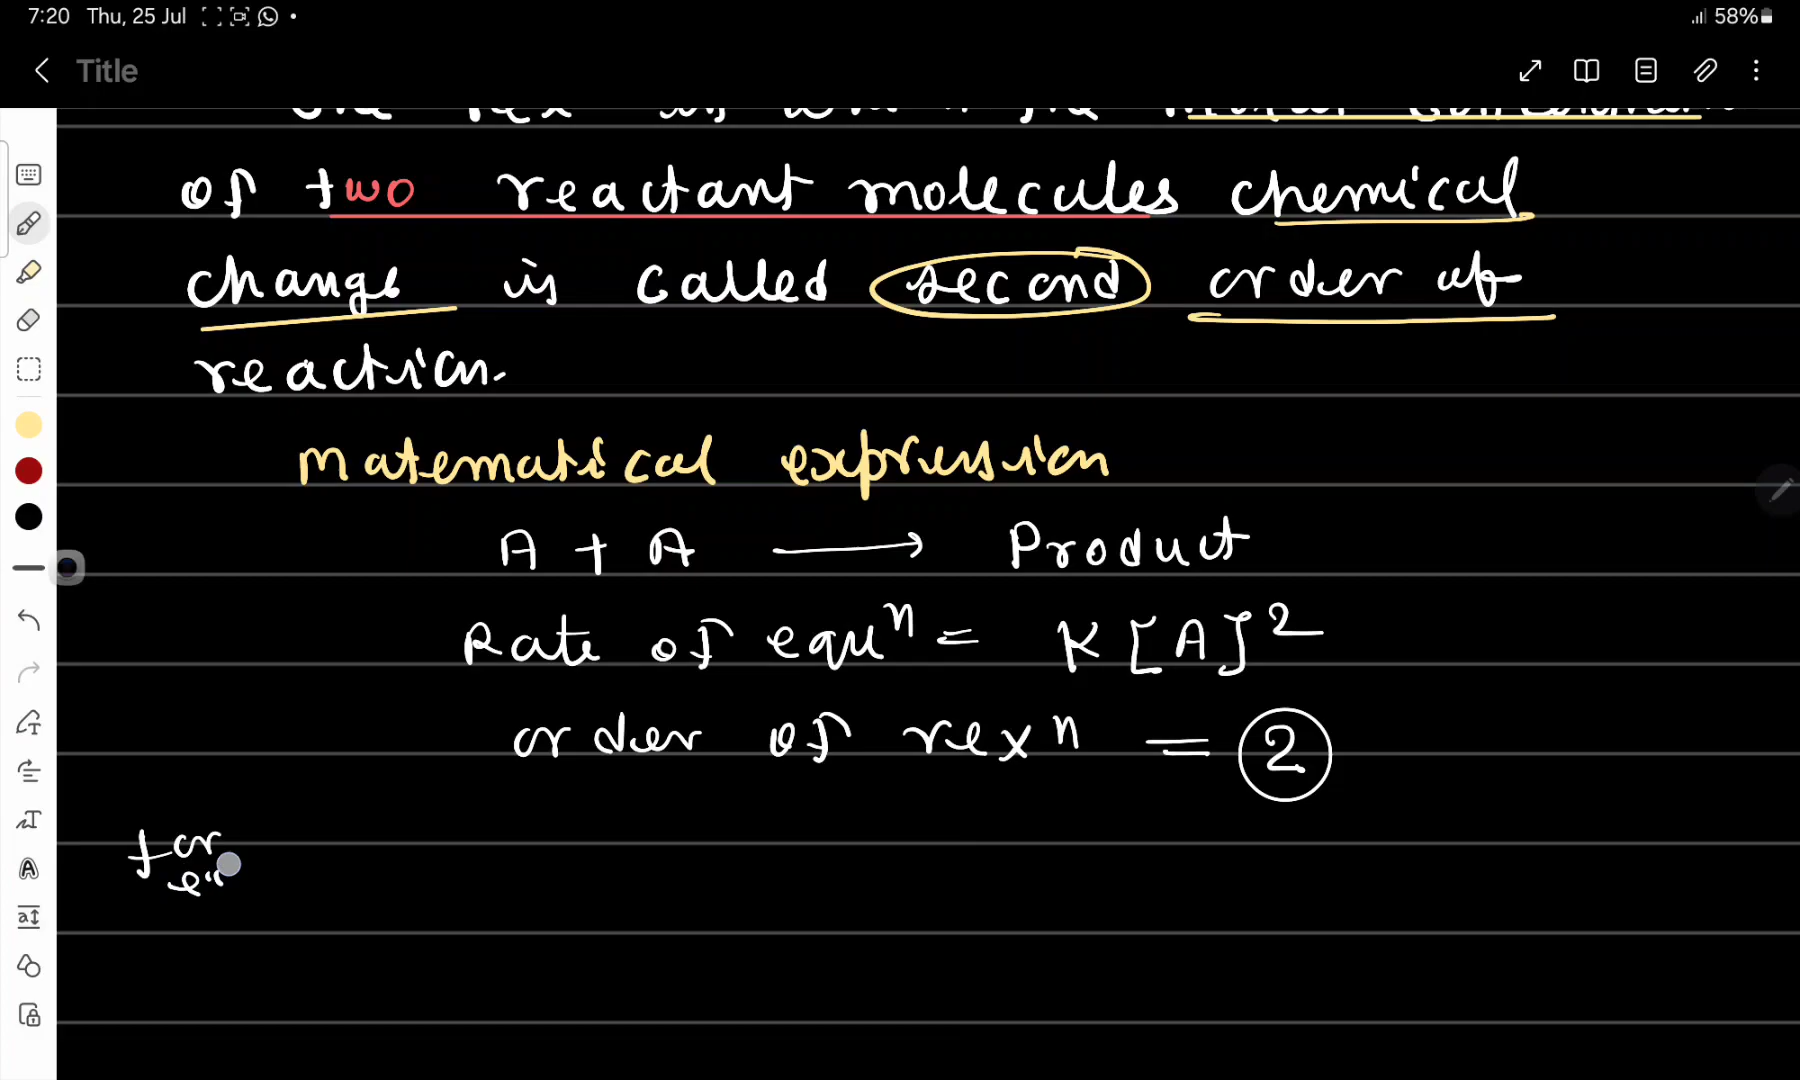 7:20 Thu, 25 Jul
58%
Title
of two reactant molecules chemical
change is called second order of
reaction.
Matematical expression
A + A ⟶ Product
Rate of equⁿ = K[A]²
order of rexⁿ = 2
for